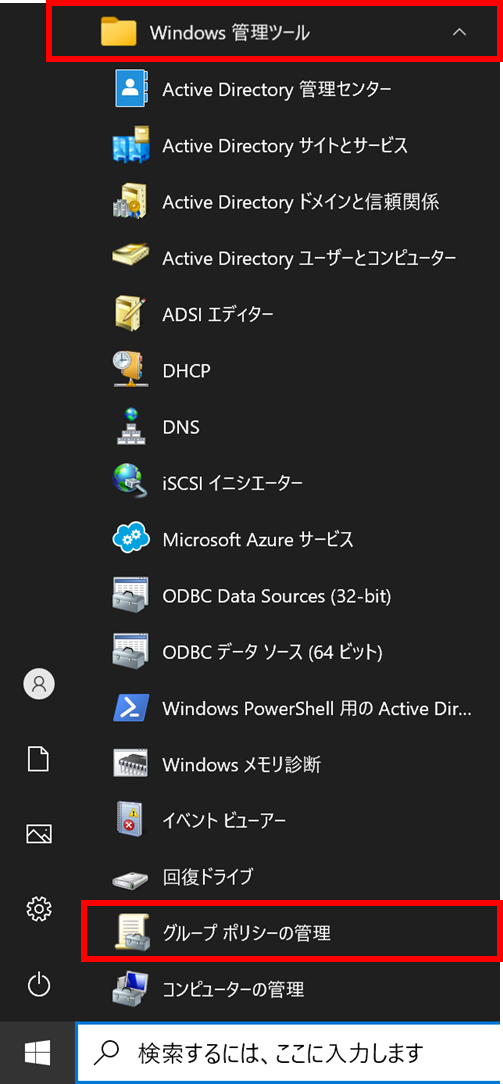 Windows 管理ツール
Active Directory 管理センター
Active Directory サイトとサービス
Active Directory ドメインと信頼関係
Active Directory ユーザーとコンピューター
ADSI エディター
DHCP
DNS
iSCSI イニシエーター
Microsoft Azure サービス
ODBC Data Sources (32-bit)
ODBC データ ソース (64 ビット)
Windows PowerShell 用の Active Dir...
Windows メモリ診断
イベント ビューアー
回復ドライブ
グループ ポリシーの管理
コンピューターの管理
検索するには、ここに入力します